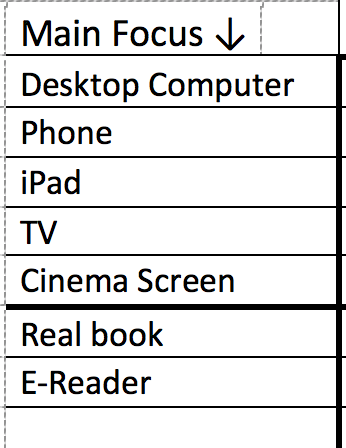 Main Focus ↓
Desktop Computer
Phone
iPad
TV
Cinema Screen
Real book
E-Reader